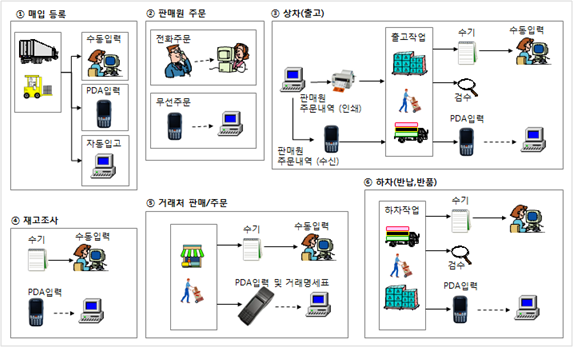 ① 매입 등록
수동입력
PDA입력
자동입고
② 판매원 주문
전화주문
무선주문
③ 상차(출고)
판매원
주문내역 (인쇄)
판매원
주문내역 (수신)
출고작업
수기
수동입력
검수
PDA입력
④ 재고조사
수기
수동입력
PDA입력
⑤ 거래처 판매/주문
수기
수동입력
PDA입력 및 거래명세표
⑥ 하차(반납,반품)
하차작업
수기
수동입력
검수
PDA입력